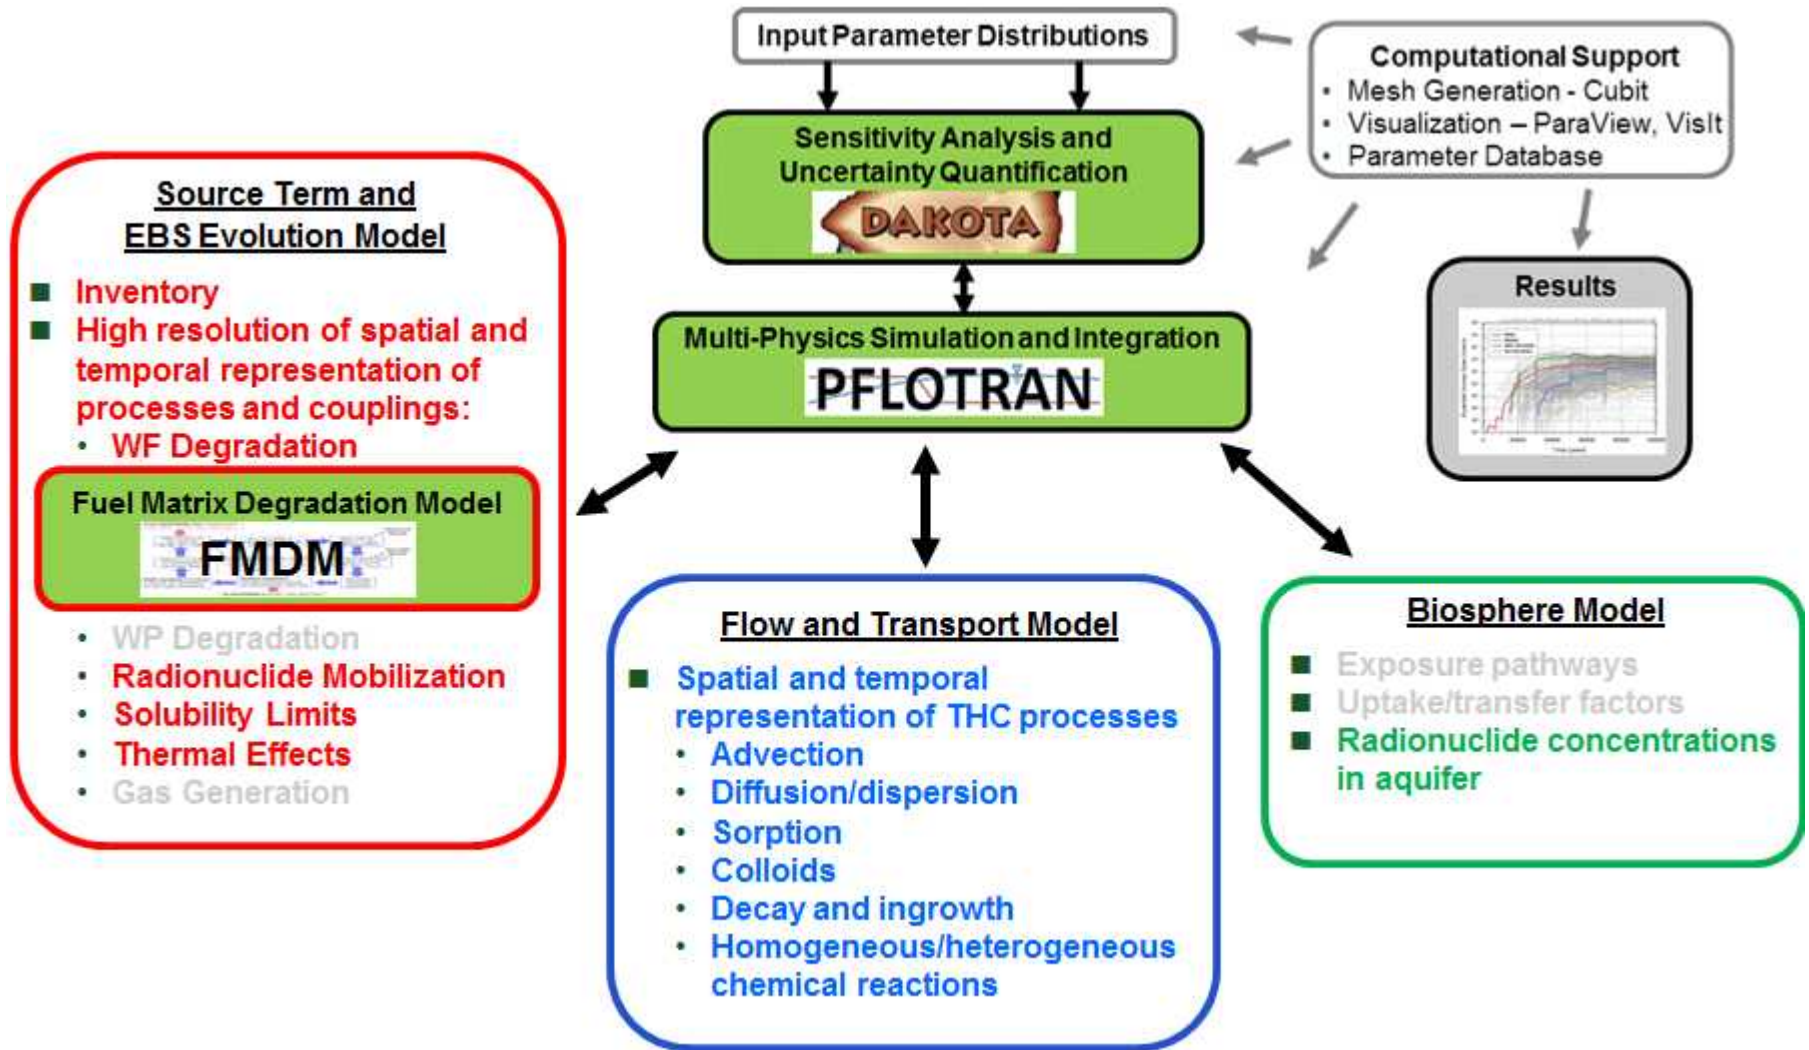 Input Parameter Distributions
Computational Support
• Mesh Generation - Cubit
• Visualization – ParaView, VisIt
• Parameter Database
Sensitivity Analysis and
Uncertainty Quantification
DAKOTA
Source Term and
EBS Evolution Model
Inventory
High resolution of spatial and
temporal representation of
processes and couplings:
• WF Degradation
Fuel Matrix Degradation Model
FMDM
• WP Degradation
• Radionuclide Mobilization
• Solubility Limits
• Thermal Effects
• Gas Generation
Multi-Physics Simulation and Integration
PFLOTRAN
Results
Flow and Transport Model
Spatial and temporal
representation of THC processes
• Advection
• Diffusion/dispersion
• Sorption
• Colloids
• Decay and ingrowth
• Homogeneous/heterogeneous
chemical reactions
Biosphere Model
Exposure pathways
Uptake/transfer factors
Radionuclide concentrations
in aquifer